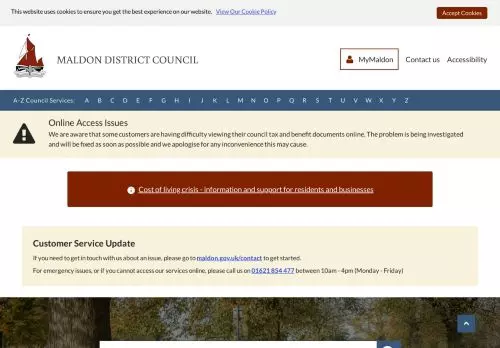 This website uses cookies to ensure you get the best experience on our website. View Our Cookie Policy
Accept Cookies
MALDON DISTRICT COUNCIL
MyMaldon
Contact us
Accessibility
A-Z Council Services: A B C D E F G H I J K L M N O P Q R S T U V W X Y Z
Online Access Issues
We are aware that some customers are having difficulty viewing their council tax and benefit documents online. The problem is being investigated
and will be fixed as soon as possible and we apologise for any inconvenience this may cause.
Cost of living crisis - information and support for residents and businesses
Customer Service Update
If you need to get in touch with us about an issue, please go to maldon.gov.uk/contact to get started.
For emergency issues, or if you cannot access our services online, please call us on 01621 854 477 between 10am - 4pm (Monday - Friday)